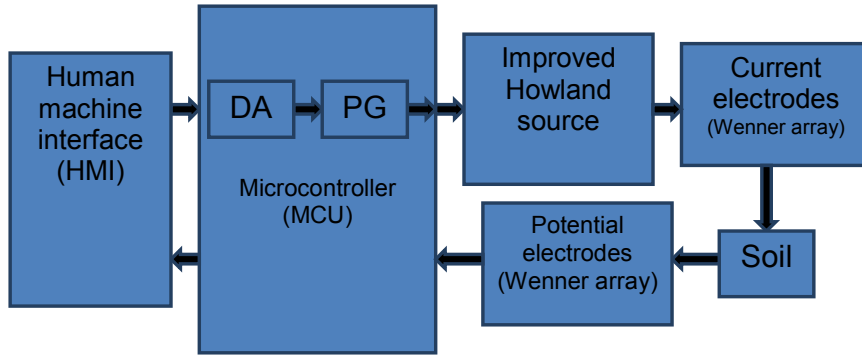 Human
machine
interface
(HMI)
DA
PG
Microcontroller
(MCU)
Improved
Howland
source
Current
electrodes
(Wenner array)
Potential
electrodes
(Wenner array)
Soil